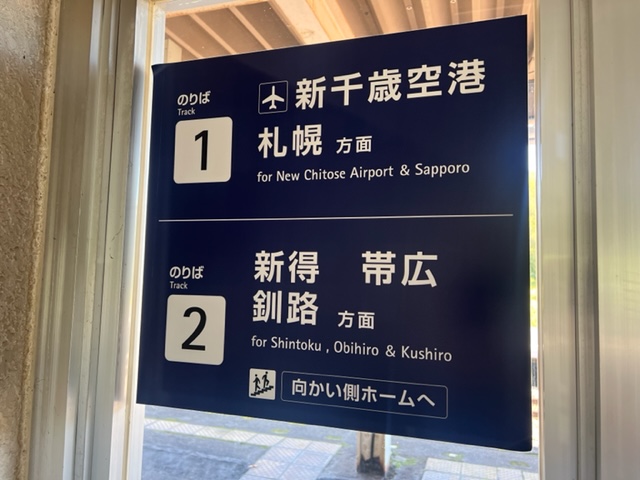 のりば
Track
1
新千歳空港
札幌 方面
for New Chitose Airport & Sapporo
のりば
Track
2
新得 帯広
釧路 方面
for Shintoku , Obihiro & Kushiro
向かい側ホームへ